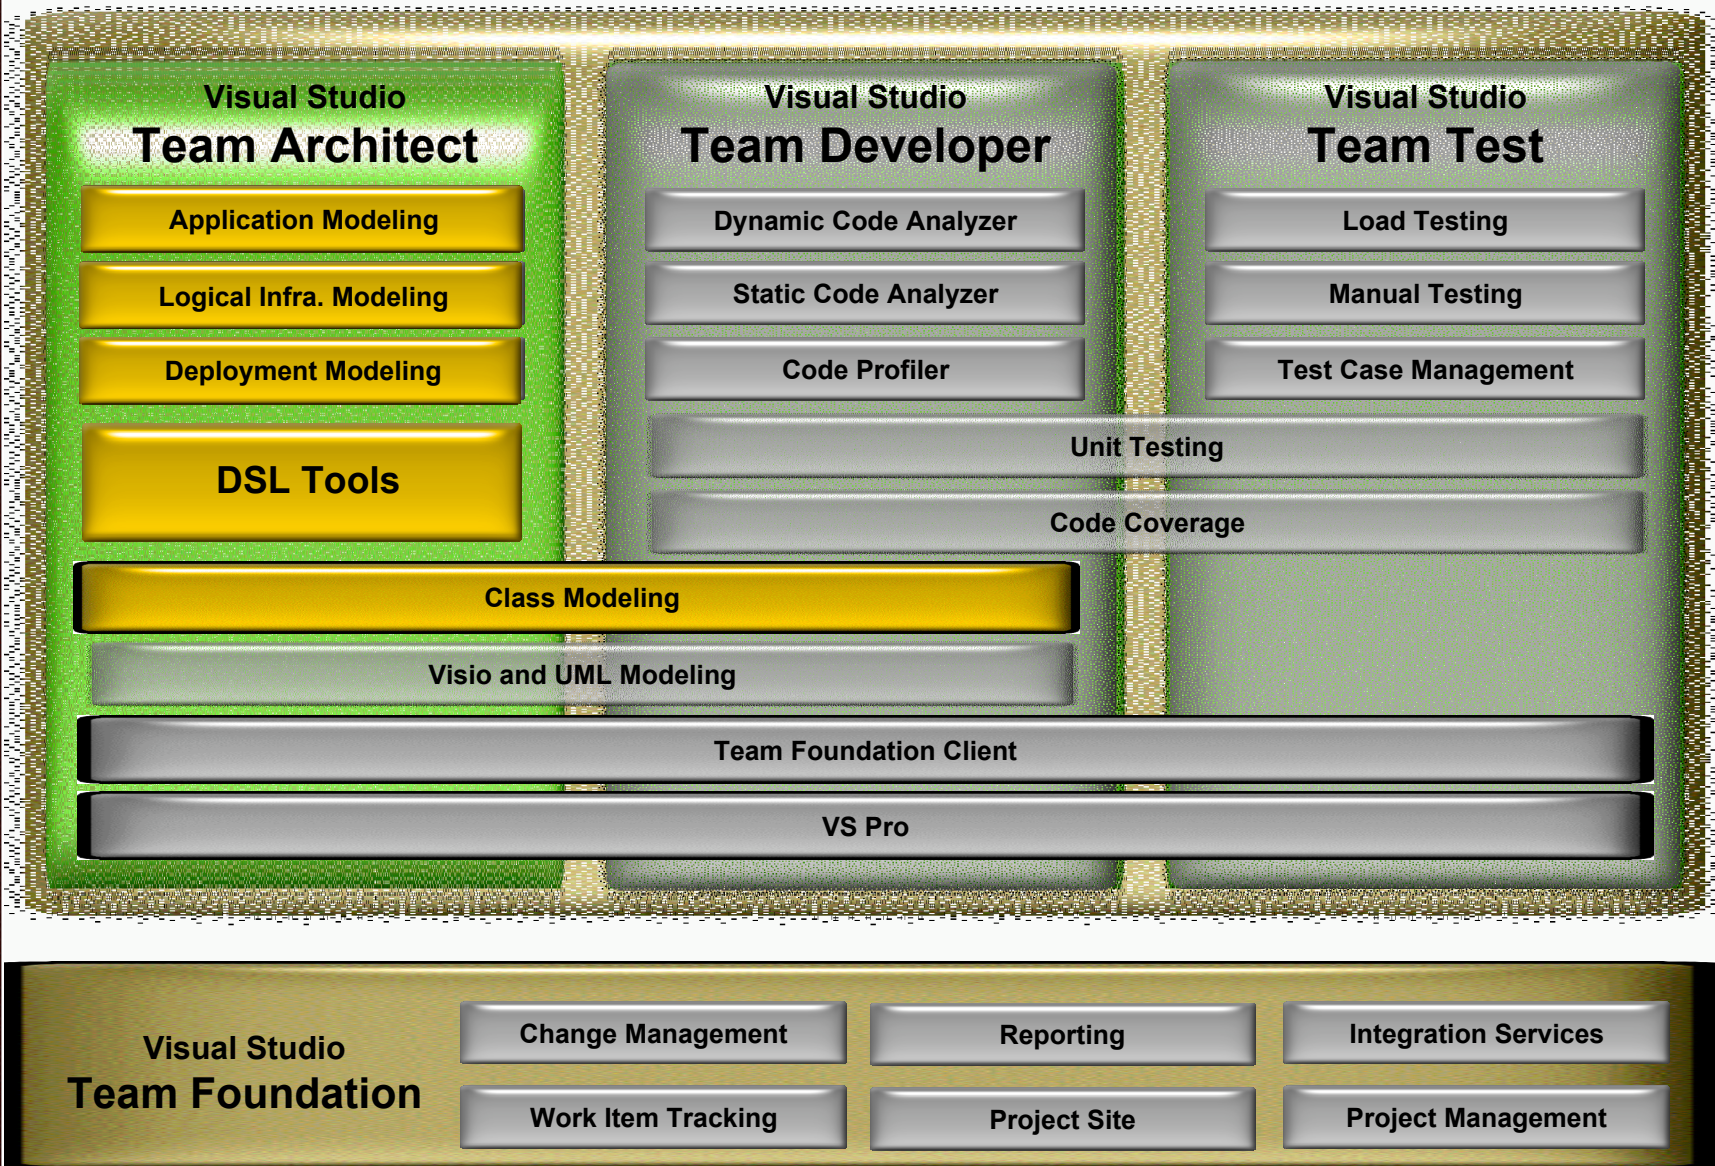 Visual Studio
Team Architect
Application Modeling
Logical Infra. Modeling
Deployment Modeling
DSL Tools
Visual Studio
Team Developer
Dynamic Code Analyzer
Static Code Analyzer
Code Profiler
Visual Studio
Team Test
Load Testing
Manual Testing
Test Case Management
Unit Testing
Code Coverage
Class Modeling
Visio and UML Modeling
Team Foundation Client
VS Pro
Visual Studio
Team Foundation
Change Management
Reporting
Integration Services
Work Item Tracking
Project Site
Project Management